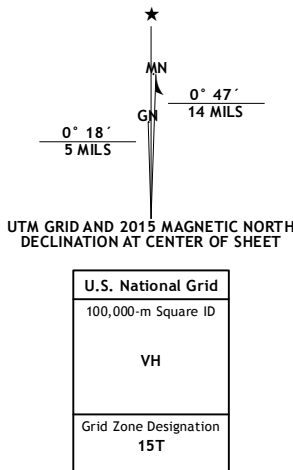 ★
MN
0° 47´
14 MILS
GN
0° 18´
5 MILS
UTM GRID AND 2015 MAGNETIC NORTH
DECLINATION AT CENTER OF SHEET
U.S. National Grid
100,000-m Square ID
VH
Grid Zone Designation
15T